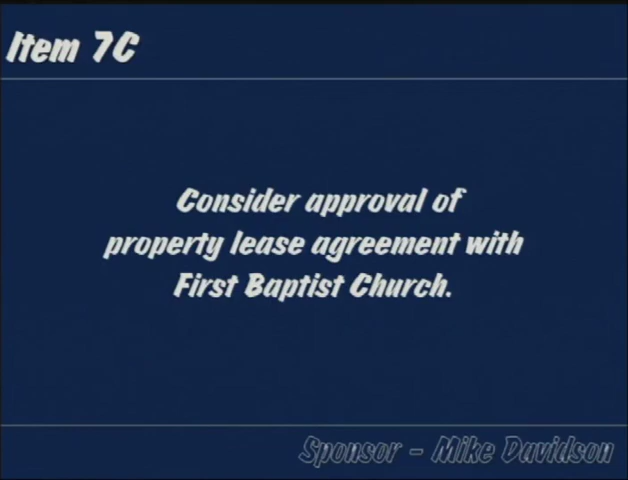 Item 7C
Consider approval of
property lease agreement with
First Baptist Church.
Sponsor - Mike Davidson